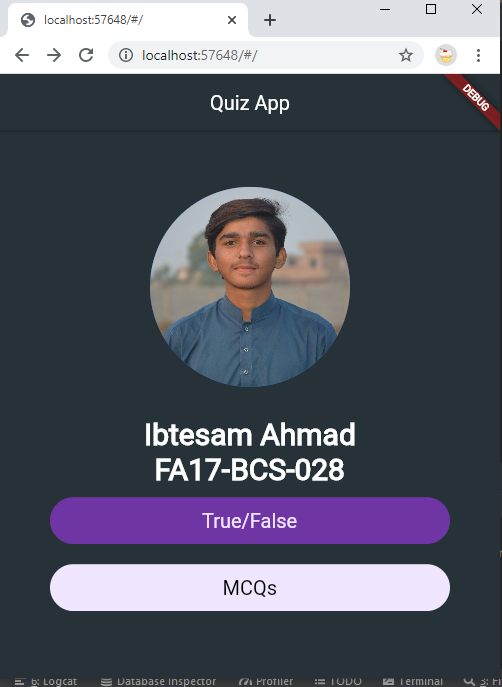 localhost:57648/#/
localhost:57648/#/
Quiz App
DEBUG
Ibtesam Ahmad
FA17-BCS-028
True/False
MCQs
6: Logcat Database Inspector Profiler TODO Terminal 3: